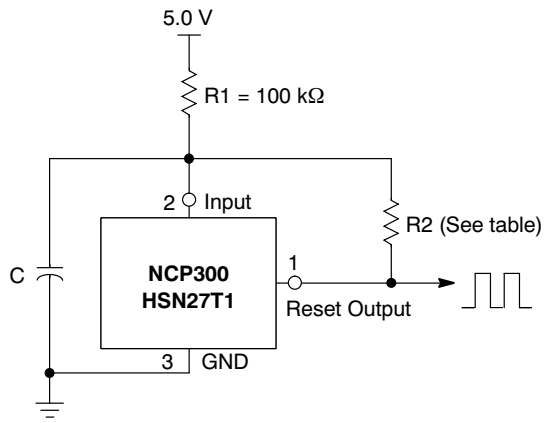 5.0 V
R1 = 100 kΩ
2 Input
R2 (See table)
C
NCP300
HSN27T1
1
Reset Output
3 GND